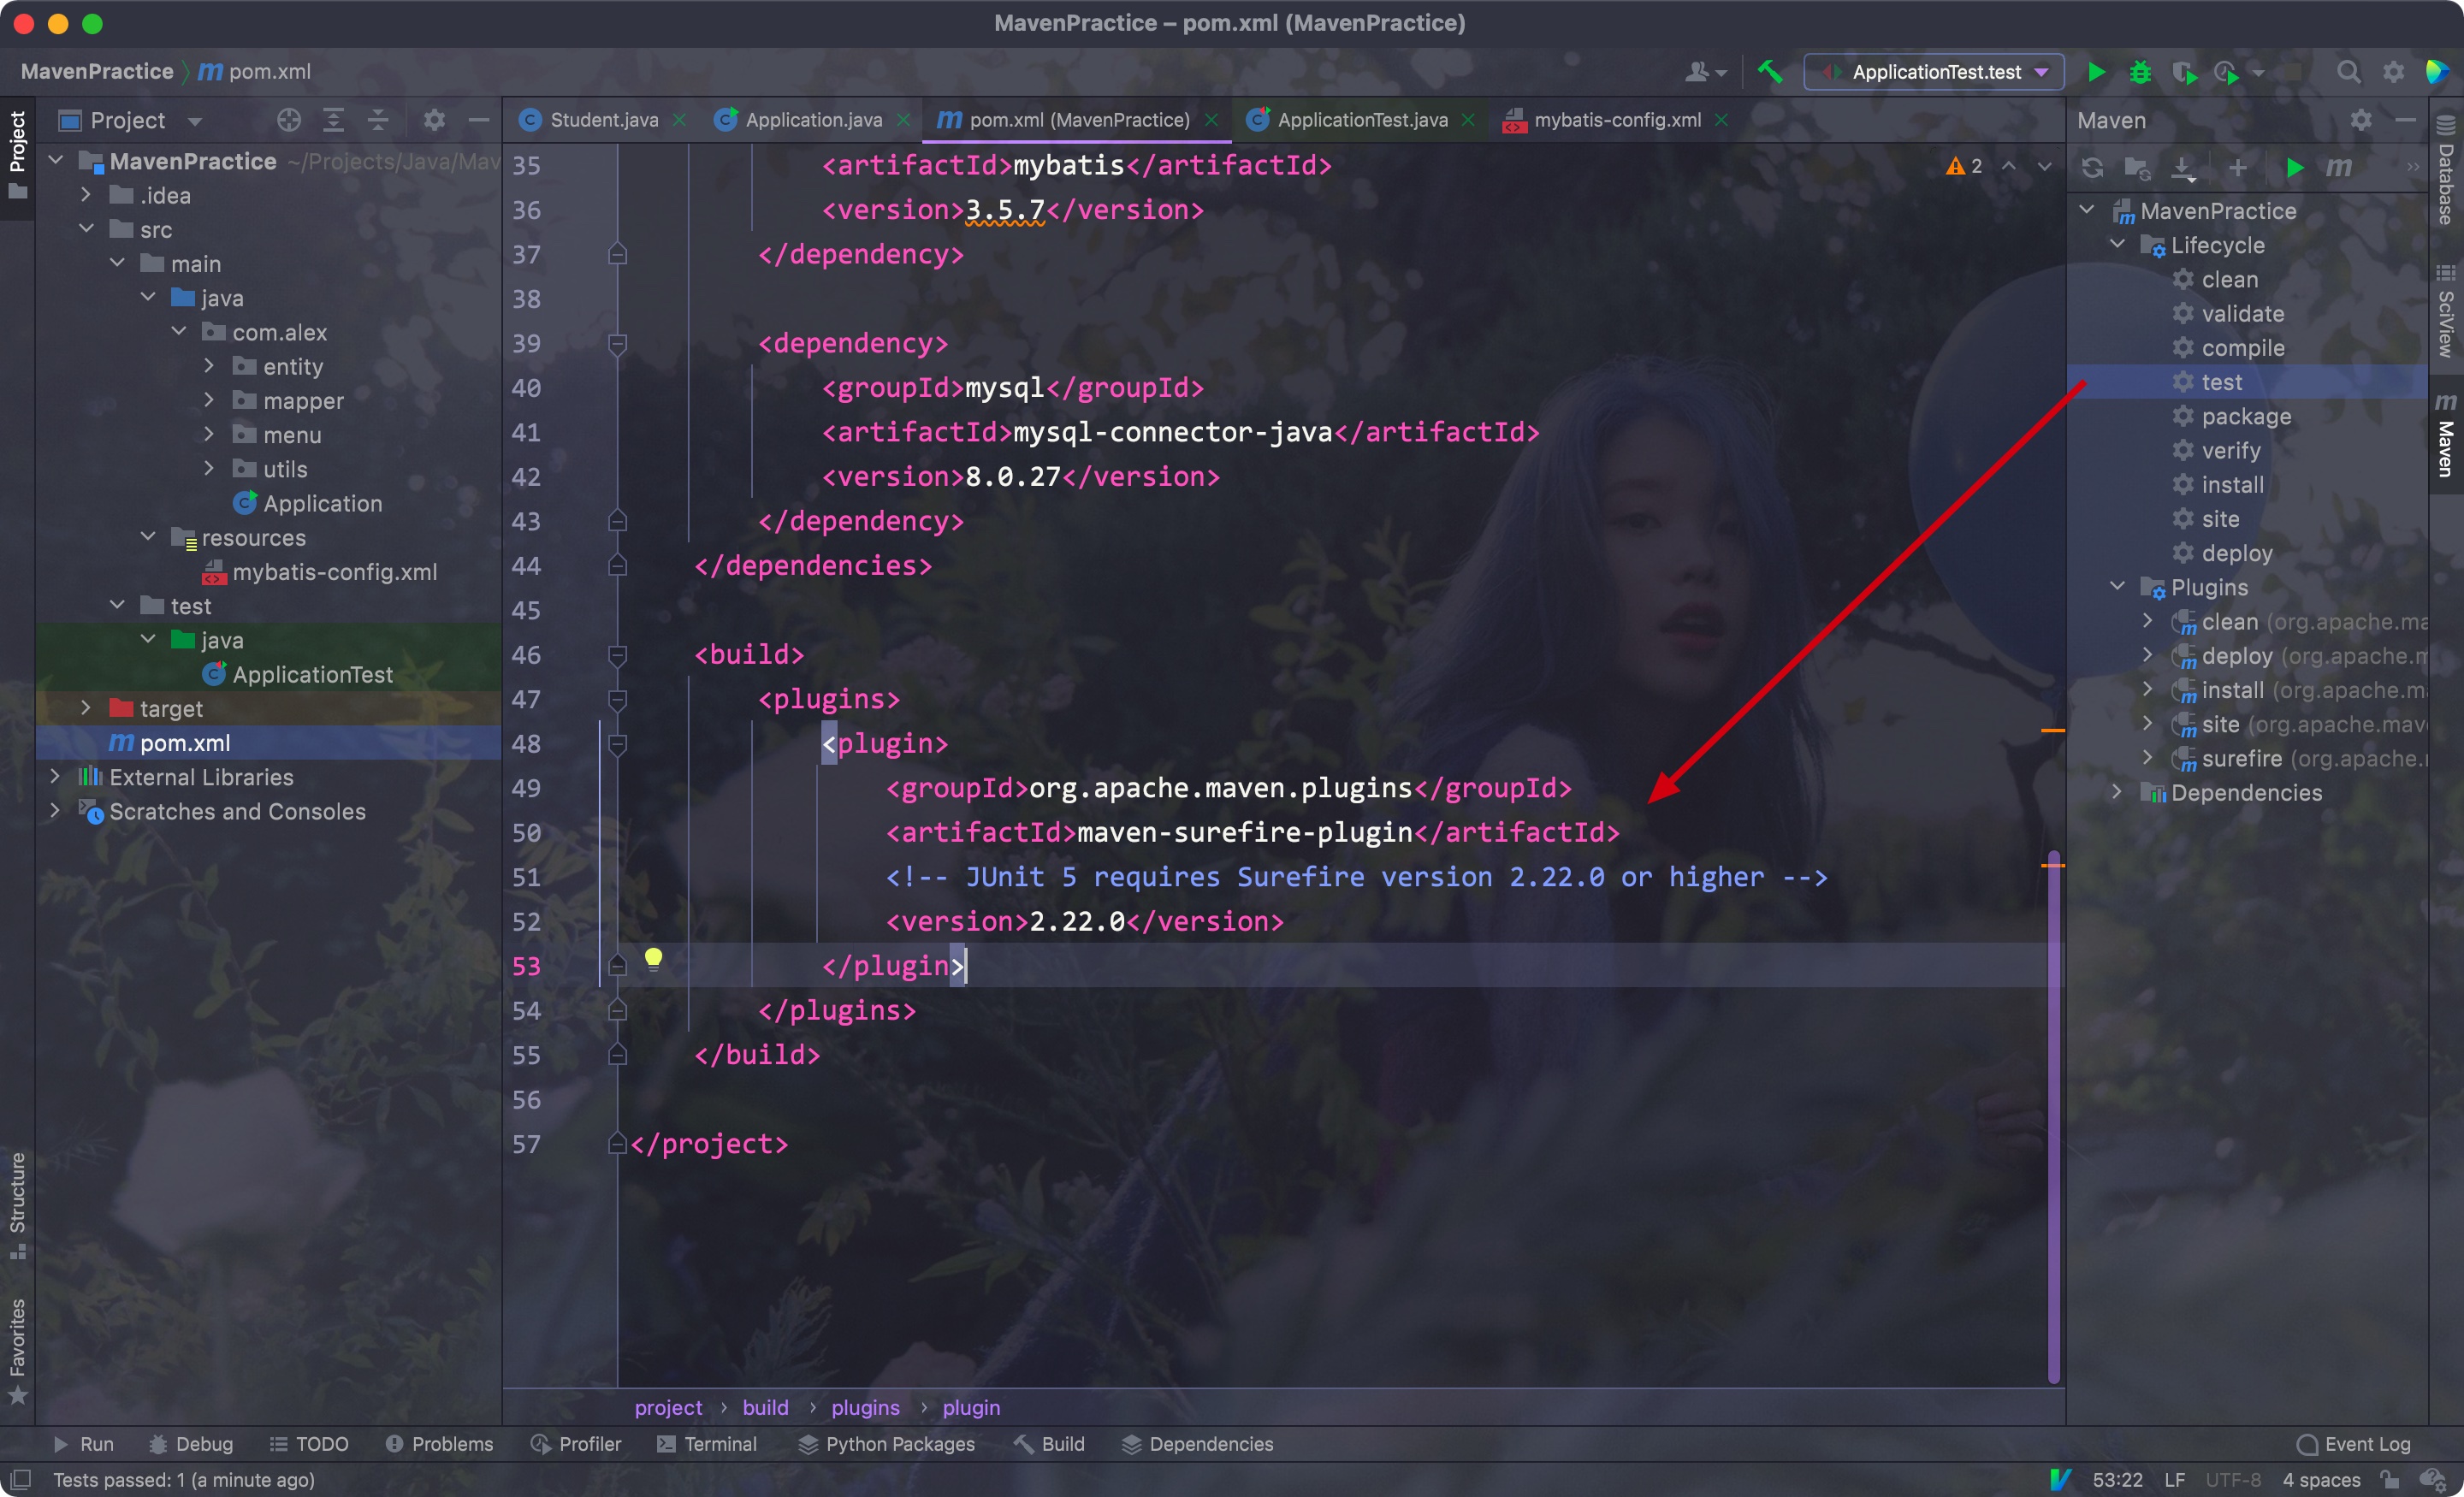 MavenPractice – pom.xml (MavenPractice)
MavenPractice pom.xml
ApplicationTest.test
Project
Project
Student.java
Application.java
pom.xml (MavenPractice)
ApplicationTest.java
mybatis-config.xml
Maven
MavenPractice ~/Projects/Java/Mav
.idea
src
main
java
com.alex
entity
mapper
menu
utils
Application
resources
mybatis-config.xml
test
java
ApplicationTest
target
pom.xml
External Libraries
Scratches and Consoles
Structure
Favorites
2
35 <artifactId>mybatis</artifactId>
36 <version>3.5.7</version>
37 </dependency>
38
39 <dependency>
40 <groupId>mysql</groupId>
41 <artifactId>mysql-connector-java</artifactId>
42 <version>8.0.27</version>
43 </dependency>
44 </dependencies>
45
46 <build>
47 <plugins>
48 <plugin>
49 <groupId>org.apache.maven.plugins</groupId>
50 <artifactId>maven-surefire-plugin</artifactId>
51 <!-- JUnit 5 requires Surefire version 2.22.0 or higher -->
52 <version>2.22.0</version>
53 </plugin>
54 </plugins>
55 </build>
56
57 </project>
project › build › plugins › plugin
MavenPractice
Lifecycle
clean
validate
compile
test
package
verify
install
site
deploy
Plugins
clean (org.apache.ma
deploy (org.apache.m
install (org.apache.m
site (org.apache.mav
surefire (org.apache.
Dependencies
Database
SciView
Maven
Run
Debug
TODO
Problems
Profiler
Terminal
Python Packages
Build
Dependencies
Event Log
Tests passed: 1 (a minute ago)
53:22
LF
UTF-8
4 spaces